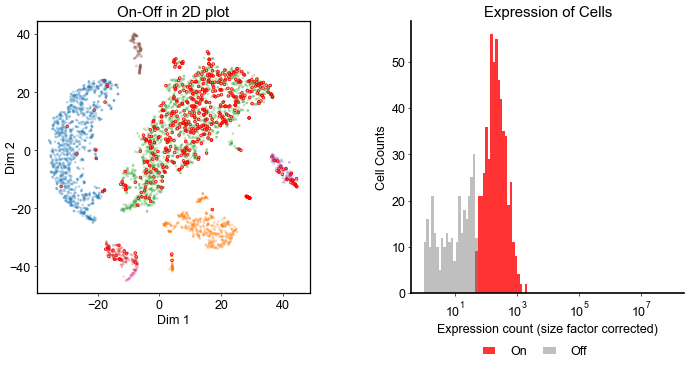 On-Off in 2D plot
Dim 2
40
20
0
−20
−40
−20
0
20
40
Dim 1
Expression of Cells
Cell Counts
50
40
30
20
10
0
10^1
10^3
10^5
10^7
Expression count (size factor corrected)
On
Off